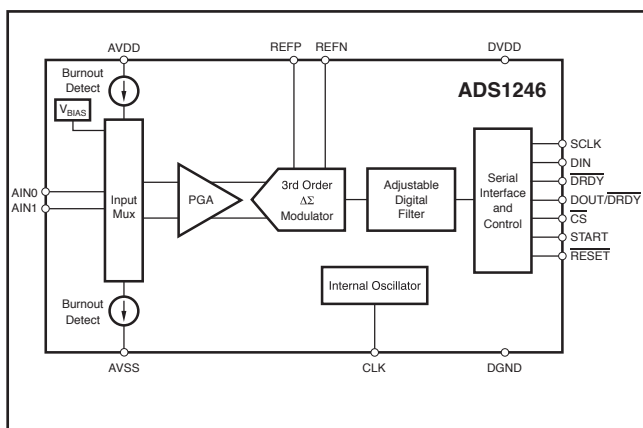 AVDD
REFP REFN
DVDD
Burnout
Detect
ADS1246
VBIAS
SCLK
DIN
DRDY
DOUT/DRDY
CS
START
RESET
AIN0
AIN1
Input
Mux
PGA
3rd Order
ΔΣ
Modulator
Adjustable
Digital
Filter
Serial
Interface
and
Control
Internal Oscillator
Burnout
Detect
AVSS
CLK
DGND